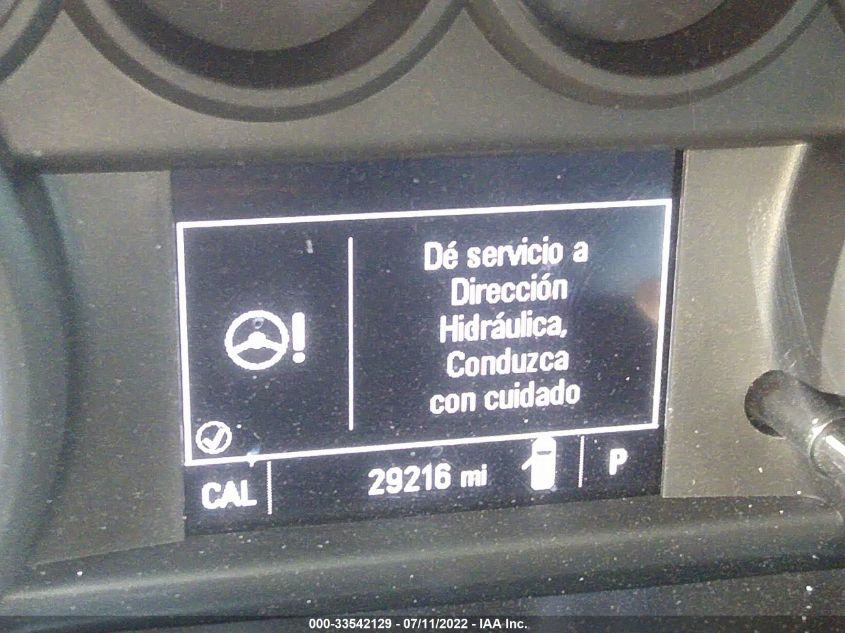 Dé servicio a
Dirección
Hidráulica,
Conduzca
con cuidado
CAL
29216 mi
P
000-33542129 - 07/11/2022 - IAA Inc.